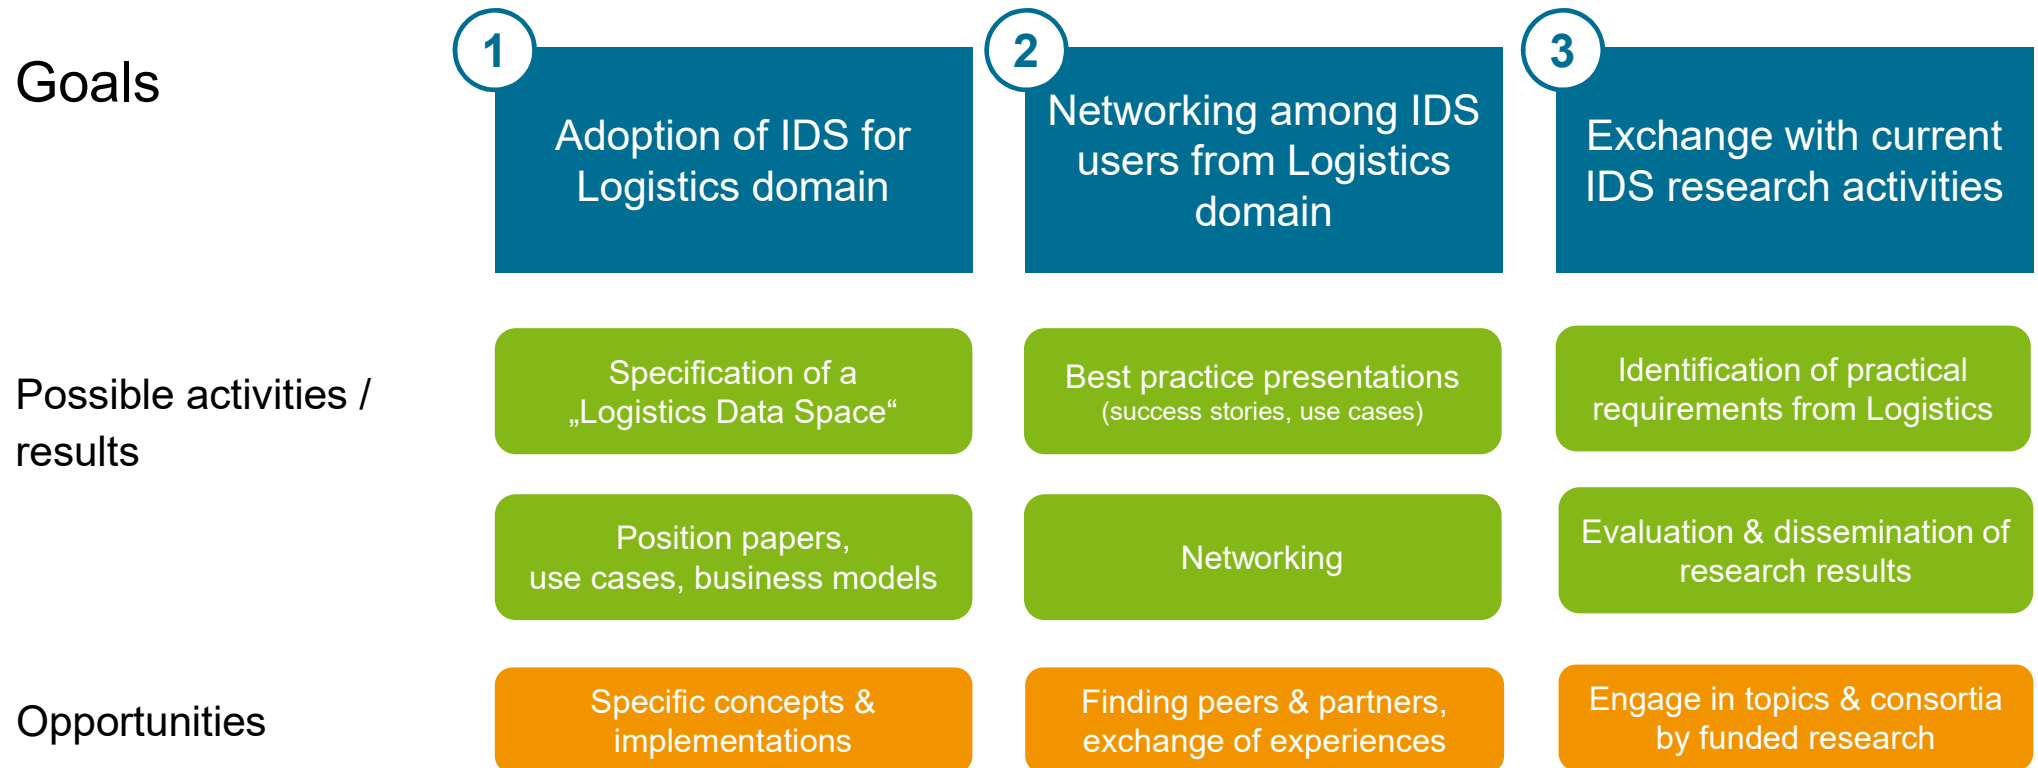 Goals
1
Adoption of IDS for
Logistics domain
2
Networking among IDS
users from Logistics
domain
3
Exchange with current
IDS research activities
Possible activities /
results
Specification of a
„Logistics Data Space“
Best practice presentations
(success stories, use cases)
Identification of practical
requirements from Logistics
Position papers,
use cases, business models
Networking
Evaluation & dissemination of
research results
Opportunities
Specific concepts &
implementations
Finding peers & partners,
exchange of experiences
Engage in topics & consortia
by funded research